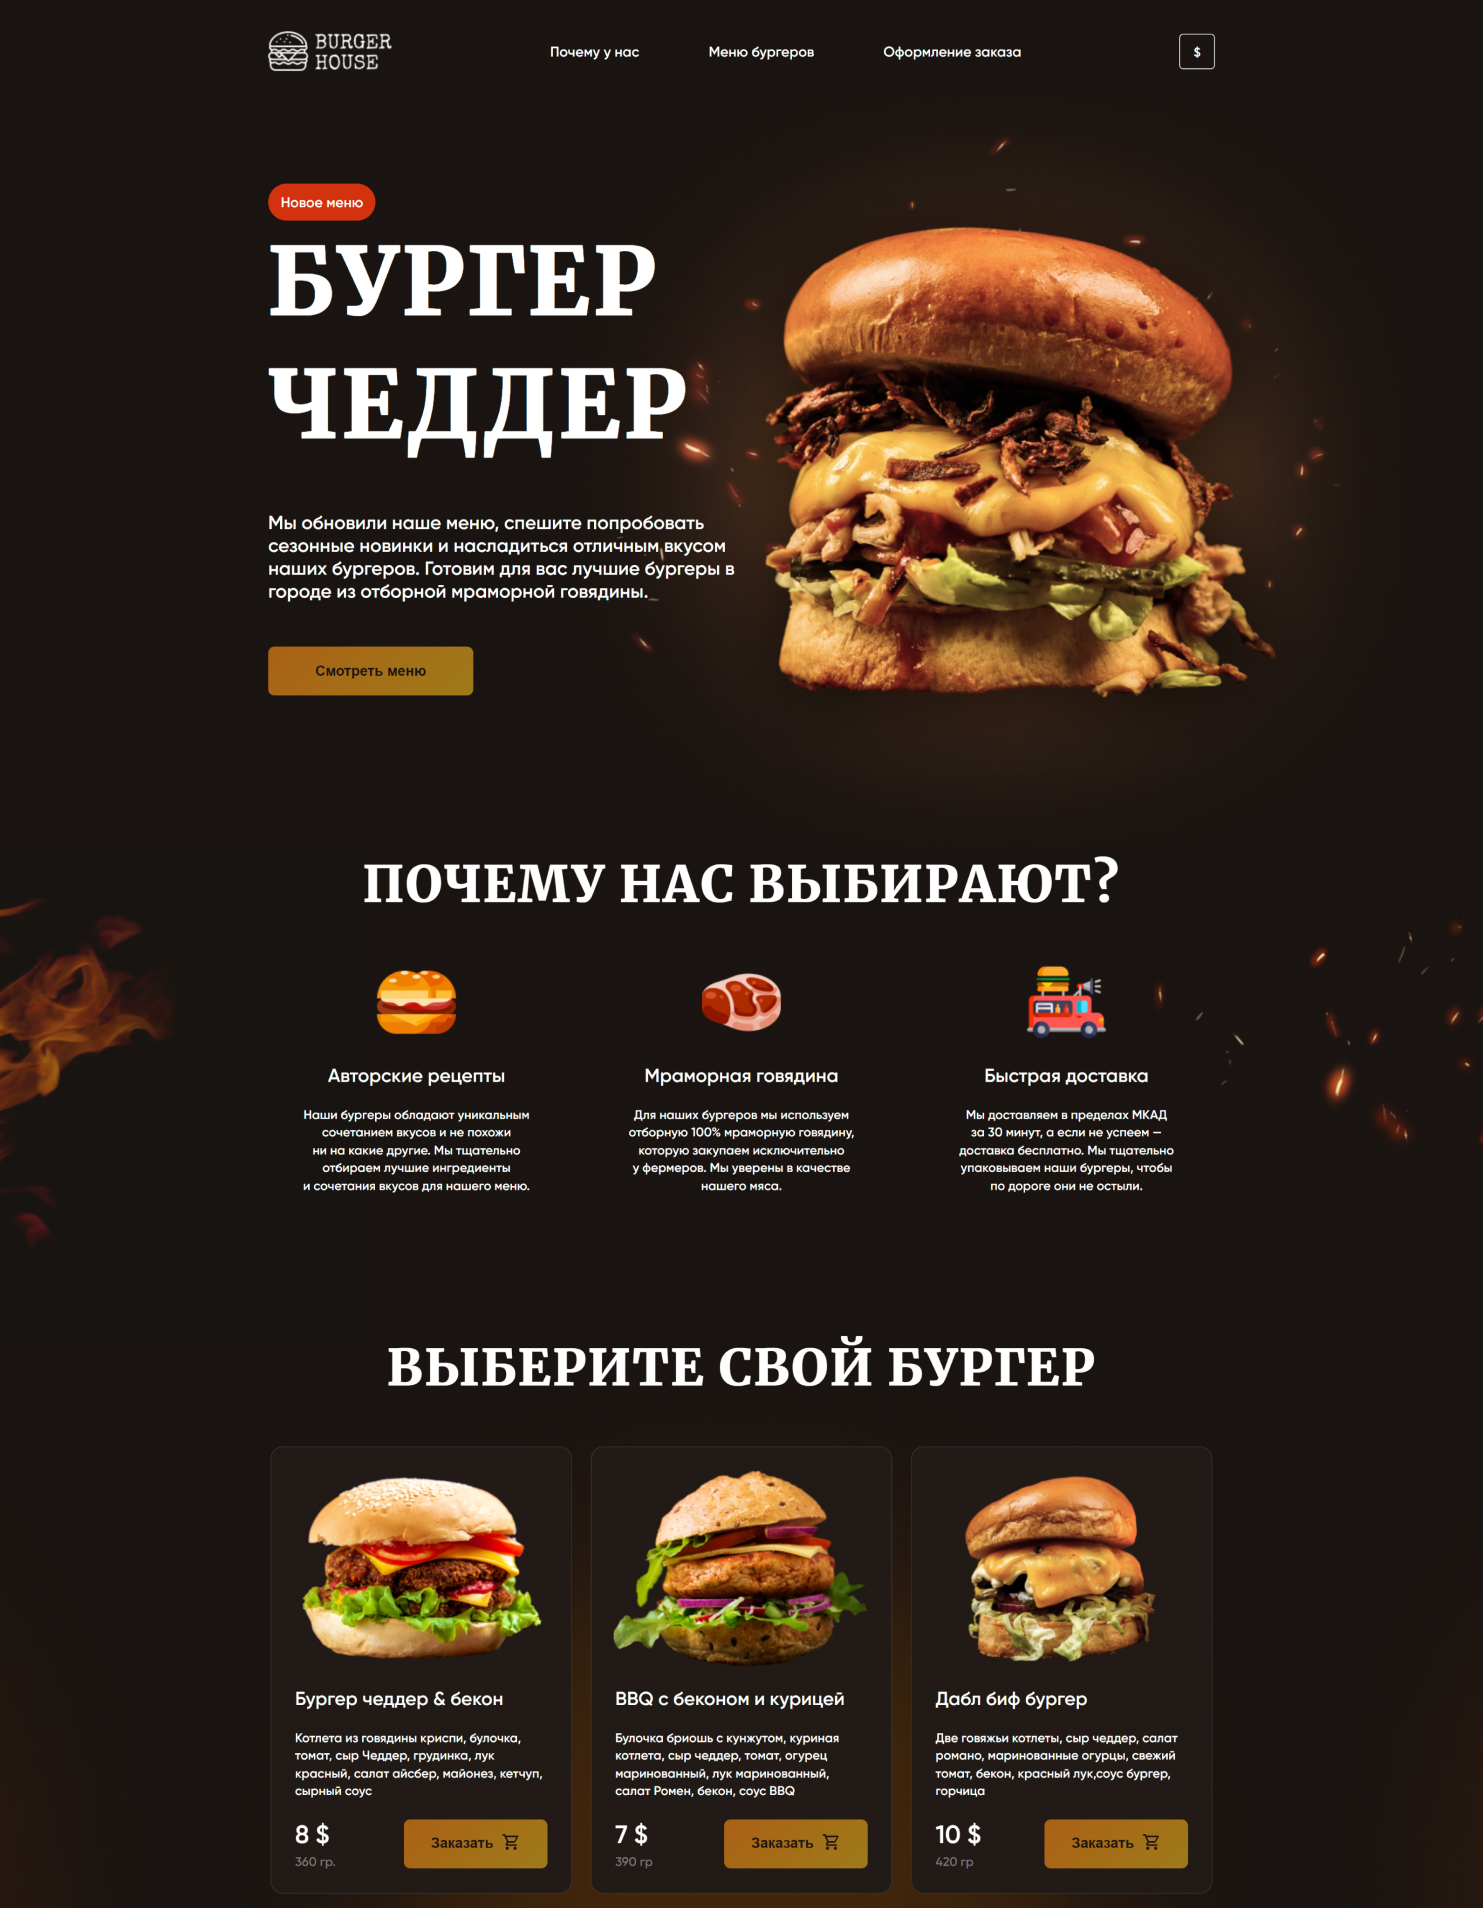 BURGER
HOUSE
Почему у нас
Меню бургеров
Оформление заказа
$
Новое меню
БУРГЕР
ЧЕДДЕР
Мы обновили наше меню, спешите попробовать
сезонные новинки и насладиться отличным вкусом
наших бургеров. Готовим для вас лучшие бургеры в
городе из отборной мраморной говядины.
Смотреть меню
ПОЧЕМУ НАС ВЫБИРАЮТ?
Авторские рецепты
Наши бургеры обладают уникальным
сочетанием вкусов и не похожи
ни на какие другие. Мы тщательно
отбираем лучшие ингредиенты
и сочетания вкусов для нашего меню.
Мраморная говядина
Для наших бургеров мы используем
отборную 100% мраморную говядину,
которую закупаем исключительно
у фермеров. Мы уверены в качестве
нашего мяса.
Быстрая доставка
Мы доставляем в пределах МКАД
за 30 минут, а если не успеем —
доставка бесплатно. Мы тщательно
упаковываем наши бургеры, чтобы
по дороге они не остыли.
ВЫБЕРИТЕ СВОЙ БУРГЕР
Бургер чеддер & бекон
Котлета из говядины криспи, булочка,
томат, сыр Чеддер, грудинка, лук
красный, салат айсбер, майонез, кетчуп,
сырный соус
8 $
360 гр.
Заказать
BBQ с беконом и курицей
Булочка бриошь с кунжутом, куриная
котлета, сыр чеддер, томат, огурец
маринованный, лук маринованный,
салат Ромен, бекон, соус BBQ
7 $
390 гр
Заказать
Дабл биф бургер
Две говяжьи котлеты, сыр чеддер, салат
романо, маринованные огурцы, свежий
томат, бекон, красный лук,соус бургер,
горчица
10 $
420 гр
Заказать